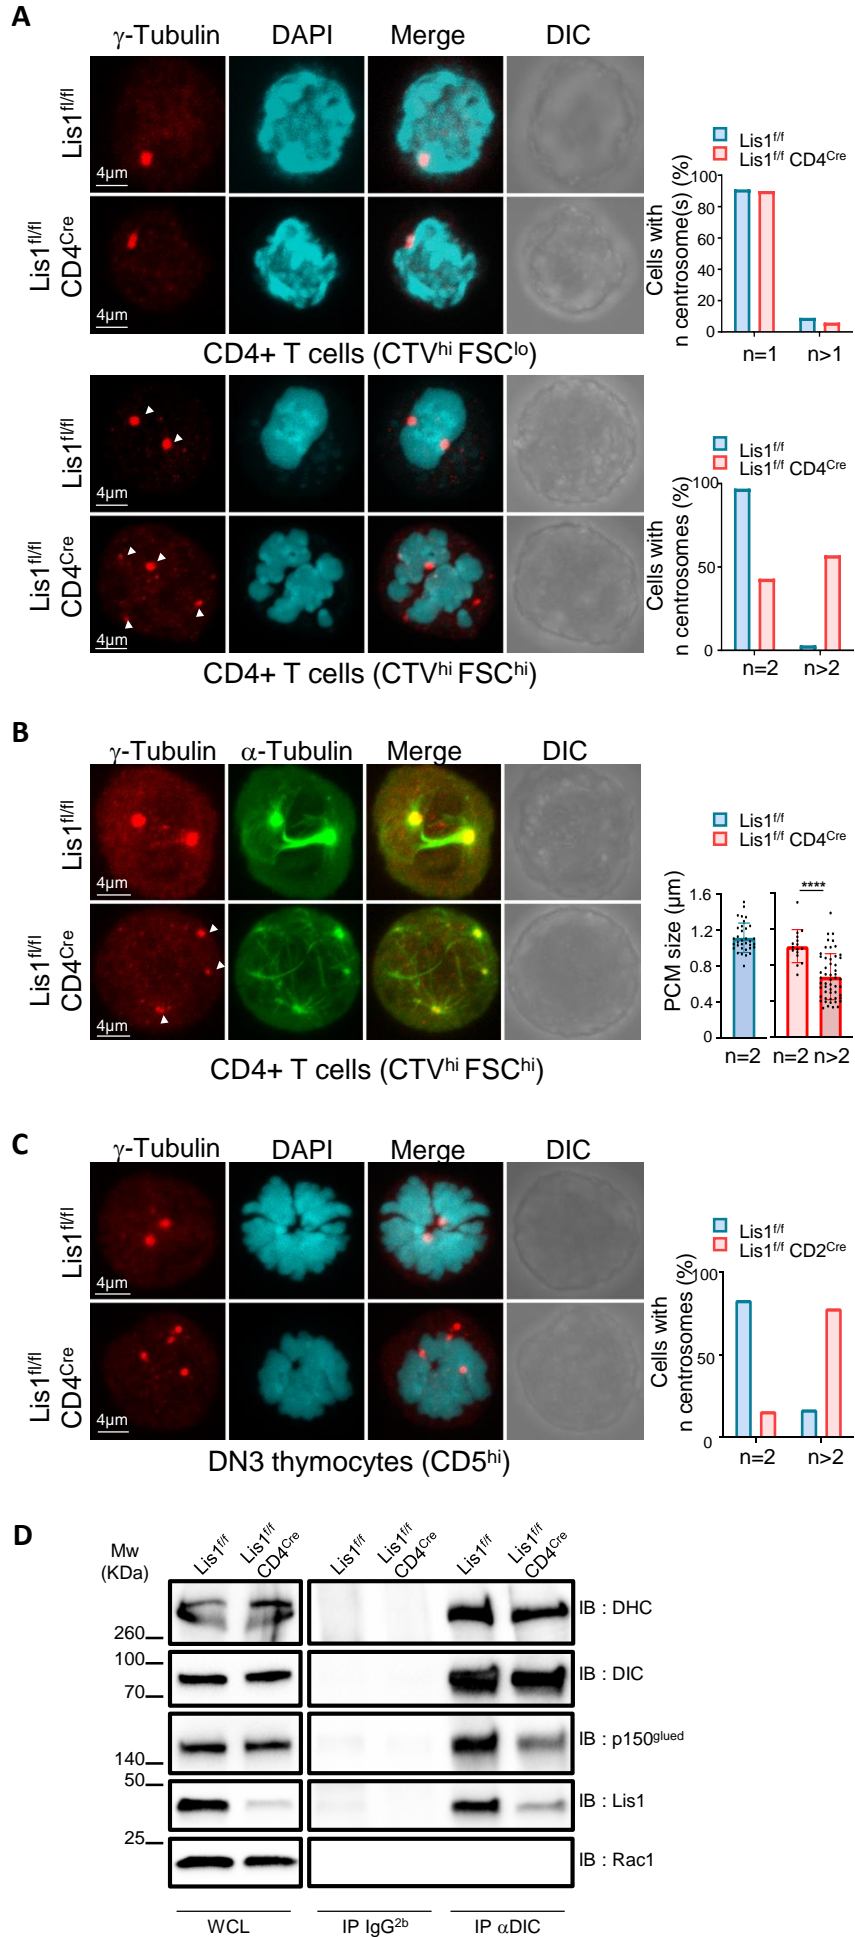 A
γ-Tubulin DAPI Merge DIC
Lis1fl/fl
4μm
Lis1fl/fl
CD4Cre
4μm
CD4+ T cells (CTVhi FSClo)
Lis1f/f
Lis1f/f CD4Cre
Cells with
n centrosome(s) (%)
100
80
60
40
20
0
n=1 n>1
Lis1fl/fl
4μm
Lis1fl/fl
CD4Cre
4μm
CD4+ T cells (CTVhi FSChi)
Lis1f/f
Lis1f/f CD4Cre
Cells with
n centrosomes (%)
100
50
0
n=2 n>2
B
γ-Tubulin α-Tubulin Merge DIC
Lis1fl/fl
4μm
Lis1fl/fl
CD4Cre
4μm
CD4+ T cells (CTVhi FSChi)
Lis1f/f
Lis1f/f CD4Cre
PCM size (μm)
1.6
1.2
0.8
0.4
0
****
n=2 n=2 n>2
C
γ-Tubulin DAPI Merge DIC
Lis1fl/fl
4μm
Lis1fl/fl
CD4Cre
4μm
DN3 thymocytes (CD5hi)
Lis1f/f
Lis1f/f CD2Cre
Cells with
n centrosomes (%)
100
50
0
n=2 n>2
D
Mw
(KDa)
Lis1f/f
Lis1f/f
CD4Cre
Lis1f/f
Lis1f/f
CD4Cre
Lis1f/f
Lis1f/f
CD4Cre
260
IB : DHC
100
70
IB : DIC
140
IB : p150glued
50
IB : Lis1
25
IB : Rac1
WCL IP IgG2b IP αDIC